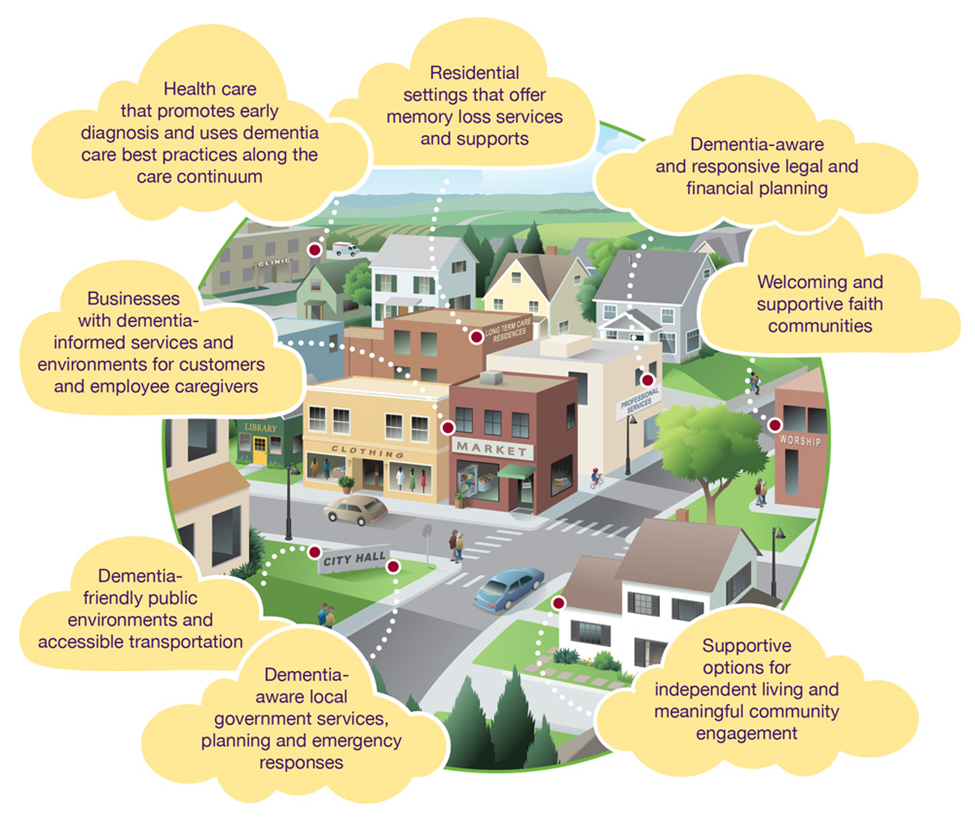 Health care
that promotes early
diagnosis and uses dementia
care best practices along the
care continuum
Residential
settings that offer
memory loss services
and supports
Dementia-aware
and responsive legal and
financial planning
Welcoming and
supportive faith
communities
Businesses
with dementia-
informed services and
environments for customers
and employee caregivers
CLINIC
LONG TERM CARE
RESIDENCES
PROFESSIONAL
SERVICES
LIBRARY
CLOTHING
MARKET
WORSHIP
CITY HALL
Dementia-
friendly public
environments and
accessible transportation
Dementia-
aware local
government services,
planning and emergency
responses
Supportive
options for
independent living and
meaningful community
engagement